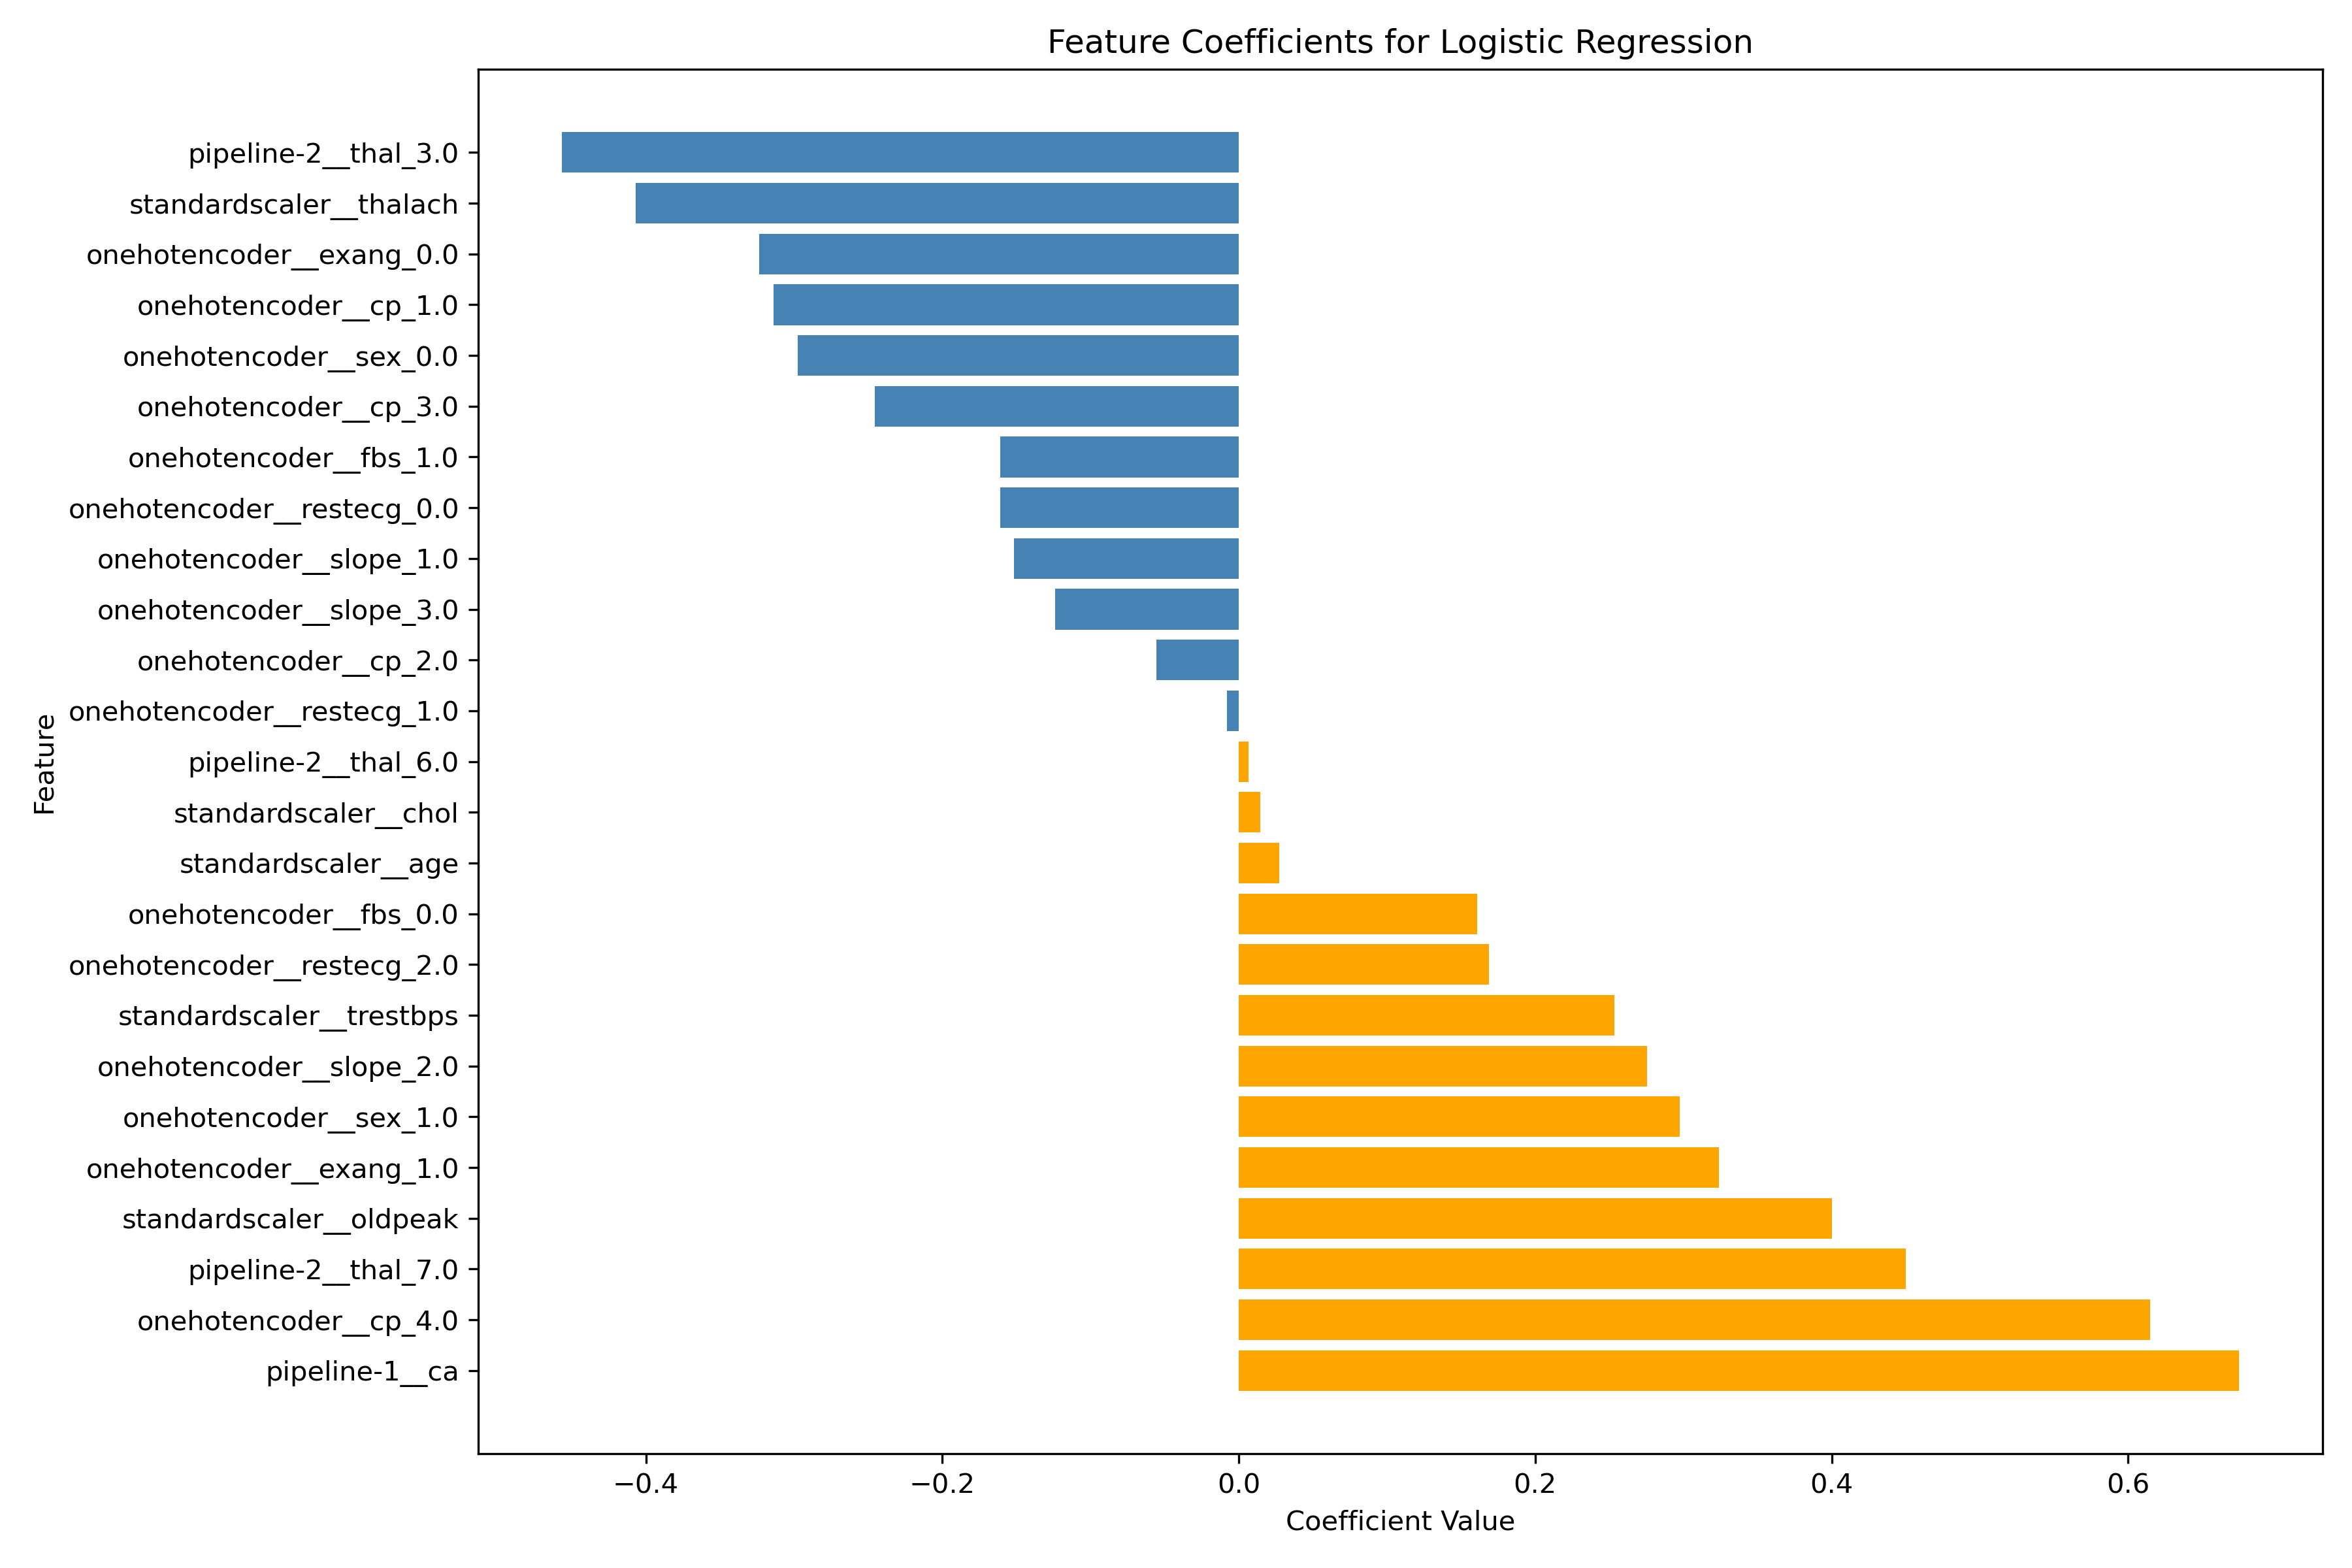 Feature Coefficients for Logistic Regression
Feature
pipeline-2__thal_3.0
standardscaler__thalach
onehotencoder__exang_0.0
onehotencoder__cp_1.0
onehotencoder__sex_0.0
onehotencoder__cp_3.0
onehotencoder__fbs_1.0
onehotencoder__restecg_0.0
onehotencoder__slope_1.0
onehotencoder__slope_3.0
onehotencoder__cp_2.0
onehotencoder__restecg_1.0
pipeline-2__thal_6.0
standardscaler__chol
standardscaler__age
onehotencoder__fbs_0.0
onehotencoder__restecg_2.0
standardscaler__trestbps
onehotencoder__slope_2.0
onehotencoder__sex_1.0
onehotencoder__exang_1.0
standardscaler__oldpeak
pipeline-2__thal_7.0
onehotencoder__cp_4.0
pipeline-1__ca
−0.4 −0.2 0.0 0.2 0.4 0.6
Coefficient Value